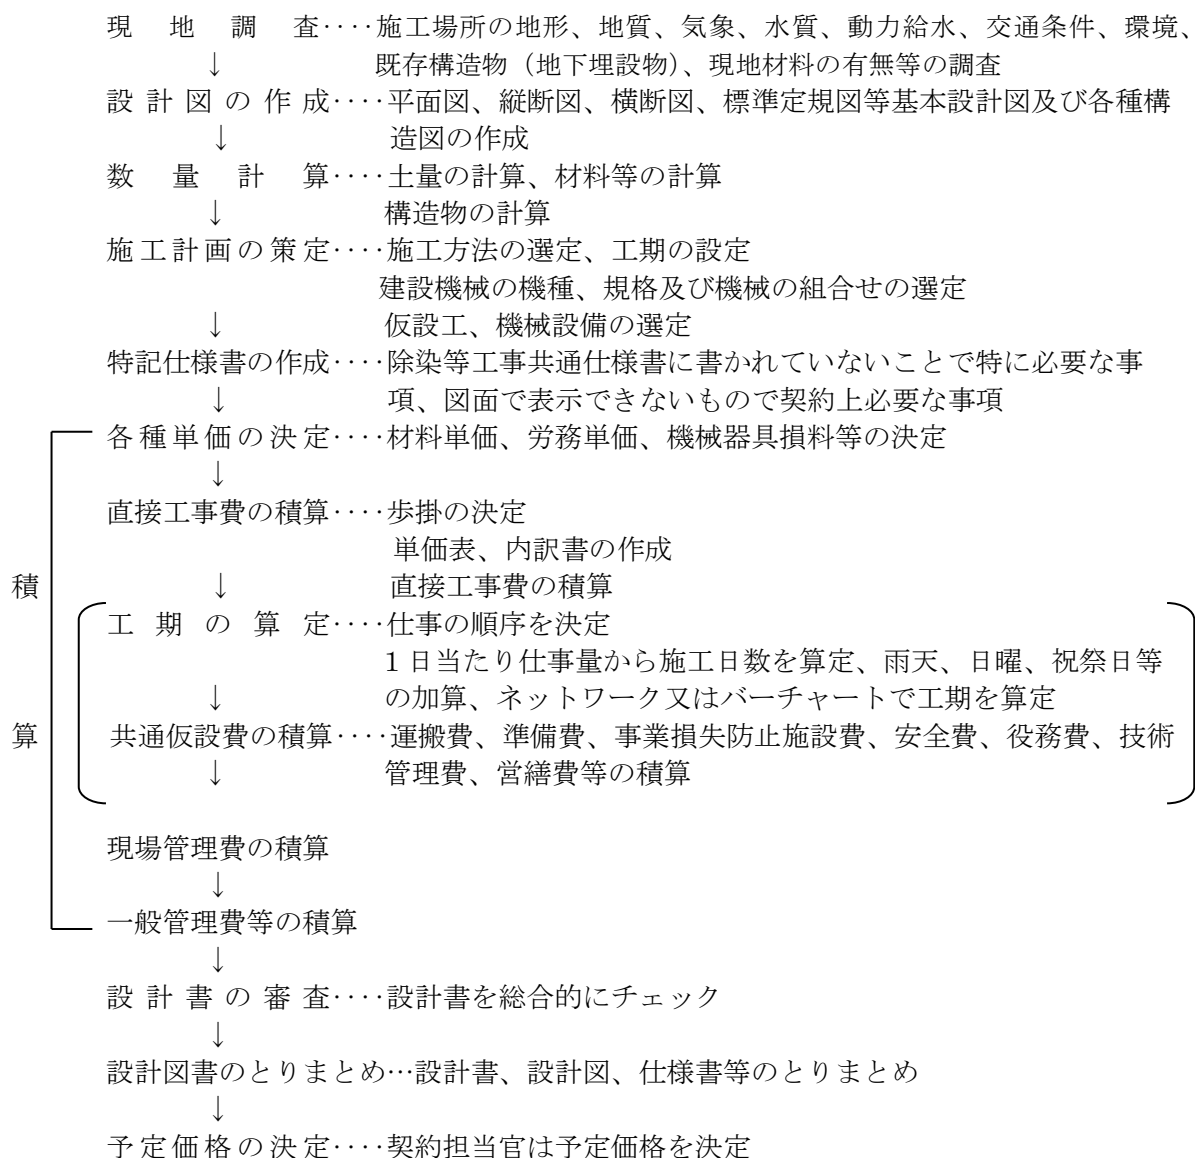 現地調査‥‥施工場所の地形、地質、気象、水質、動力給水、交通条件、環境、
↓ 既存構造物（地下埋設物）、現地材料の有無等の調査
設計図の作成‥‥平面図、縦断図、横断図、標準定規図等基本設計図及び各種構
↓ 造図の作成
数量計算‥‥土量の計算、材料等の計算
↓ 構造物の計算
施工計画の策定‥‥施工方法の選定、工期の設定
建設機械の機種、規格及び機械の組合せの選定
↓ 仮設工、機械設備の選定
特記仕様書の作成‥‥除染等工事共通仕様書に書かれていないことで特に必要な事
↓ 項、図面で表示できないもので契約上必要な事項
各種単価の決定‥‥材料単価、労務単価、機械器具損料等の決定
↓
直接工事費の積算‥‥歩掛の決定
単価表、内訳書の作成
積 ↓ 直接工事費の積算
工期の算定‥‥仕事の順序を決定
1日当たり仕事量から施工日数を算定、雨天、日曜、祝祭日等
↓ の加算、ネットワーク又はバーチャートで工期を算定
算 共通仮設費の積算‥‥運搬費、準備費、事業損失防止施設費、安全費、役務費、技術
↓ 管理費、営繕費等の積算
現場管理費の積算
↓
一般管理費等の積算
↓
設計書の審査‥‥設計書を総合的にチェック
↓
設計図書のとりまとめ…設計書、設計図、仕様書等のとりまとめ
↓
予定価格の決定‥‥契約担当官は予定価格を決定